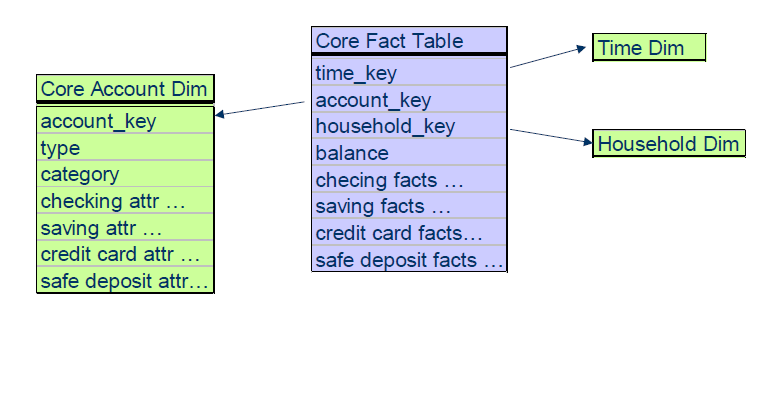 Core Account Dim
account_key
type
category
checking attr …
saving attr …
credit card attr …
safe deposit attr…
Core Fact Table
time_key
account_key
household_key
balance
checing facts …
saving facts …
credit card facts…
safe deposit facts …
Time Dim
Household Dim